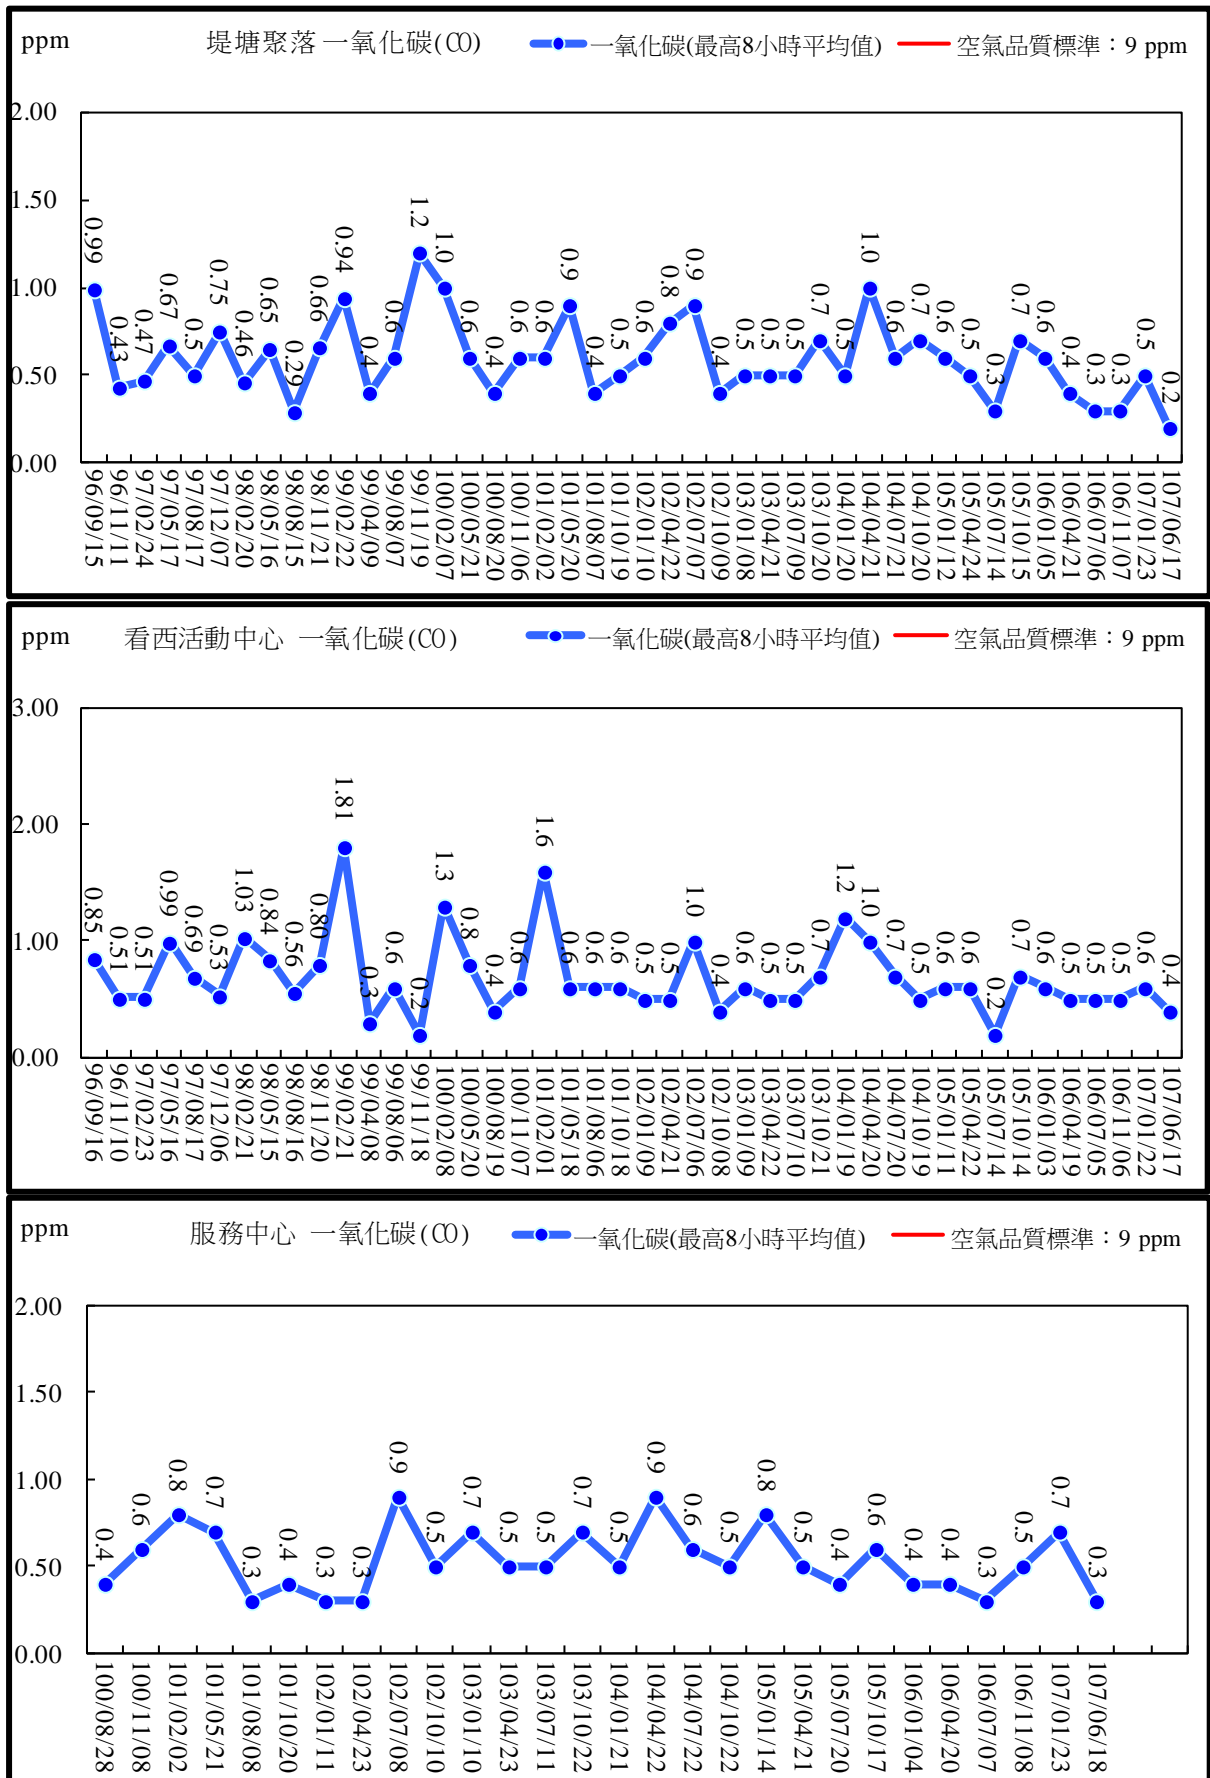 ppm 堤塘聚落 一氧化碳(CO) 一氧化碳(最高8小時平均值) 空氣品質標準：9 ppm
2.00
1.50
1.00
0.50
0.00
0.99 0.43 0.47 0.67 0.5 0.75 0.46 0.65 0.29 0.66 0.94 0.4 0.6 1.2 1.0 0.6 0.4 0.6 0.6 0.9 0.4 0.5 0.6 0.8 0.9 0.4 0.5 0.5 0.5 0.7 0.5 1.0 0.6 0.7 0.6 0.5 0.3 0.7 0.6 0.4 0.3 0.3 0.5 0.2
96/09/15 96/11/11 97/02/24 97/05/17 97/08/17 97/12/07 98/02/20 98/05/16 98/08/15 98/11/21 99/02/22 99/04/09 99/08/07 99/11/19 100/02/07 100/05/21 100/08/20 100/11/06 101/02/02 101/05/20 101/08/07 101/10/19 102/01/10 102/04/22 102/07/07 102/10/09 103/01/08 103/04/21 103/07/09 103/10/20 104/01/20 104/04/21 104/07/21 104/10/20 105/01/12 105/04/24 105/07/14 105/10/15 106/01/05 106/04/21 106/07/06 106/11/07 107/01/23 107/06/17
ppm 看西活動中心 一氧化碳(CO) 一氧化碳(最高8小時平均值) 空氣品質標準：9 ppm
3.00
2.00
1.00
0.00
0.85 0.51 0.51 0.99 0.69 0.53 1.03 0.84 0.56 0.80 1.81 0.3 0.6 0.2 1.3 0.8 0.4 0.6 1.6 0.6 0.6 0.6 0.5 0.5 1.0 0.4 0.6 0.5 0.5 0.7 1.2 1.0 0.7 0.5 0.6 0.6 0.2 0.7 0.6 0.5 0.5 0.5 0.6 0.4
96/09/16 96/11/10 97/02/23 97/05/16 97/08/17 97/12/06 98/02/21 98/05/15 98/08/16 98/11/20 99/02/21 99/04/08 99/08/06 99/11/18 100/02/08 100/05/20 100/08/19 100/11/07 101/02/01 101/05/18 101/08/06 101/10/18 102/01/09 102/04/21 102/07/06 102/10/08 103/01/09 103/04/22 103/07/10 103/10/21 104/01/19 104/04/20 104/07/20 104/10/19 105/01/11 105/04/22 105/07/14 105/10/14 106/01/03 106/04/19 106/07/05 106/11/06 107/01/22 107/06/17
ppm 服務中心 一氧化碳(CO) 一氧化碳(最高8小時平均值) 空氣品質標準：9 ppm
2.00
1.50
1.00
0.50
0.00
0.4 0.6 0.8 0.7 0.3 0.4 0.3 0.3 0.9 0.5 0.7 0.5 0.5 0.7 0.5 0.9 0.6 0.5 0.8 0.5 0.4 0.6 0.4 0.4 0.3 0.5 0.7 0.3
100/08/28 100/11/08 101/02/02 101/05/21 101/08/08 101/10/20 102/01/11 102/04/23 102/07/08 102/10/10 103/01/10 103/04/23 103/07/11 103/10/22 104/01/21 104/04/22 104/07/22 104/10/22 105/01/14 105/04/21 105/07/20 105/10/17 106/01/04 106/04/20 106/07/07 106/11/08 107/01/23 107/06/18